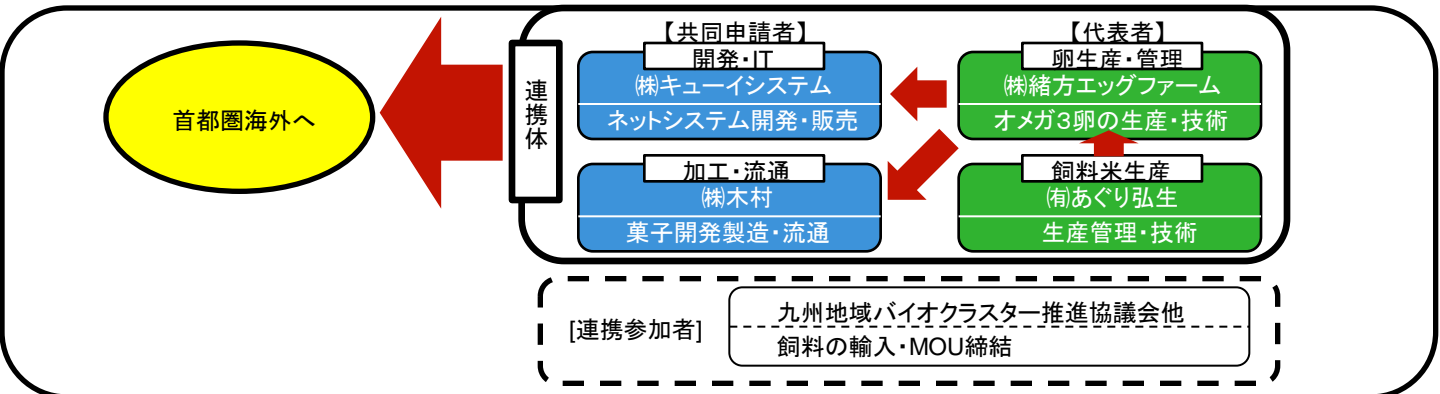 首都圏海外へ
連携体
【共同申請者】
開発・IT
㈱キューイシステム
ネットシステム開発・販売
加工・流通
㈱木村
菓子開発製造・流通
【代表者】
卵生産・管理
㈱緒方エッグファーム
オメガ３卵の生産・技術
飼料米生産
㈲あぐり弘生
生産管理・技術
[連携参加者]
九州地域バイオクラスター推進協議会他
飼料の輸入・MOU締結